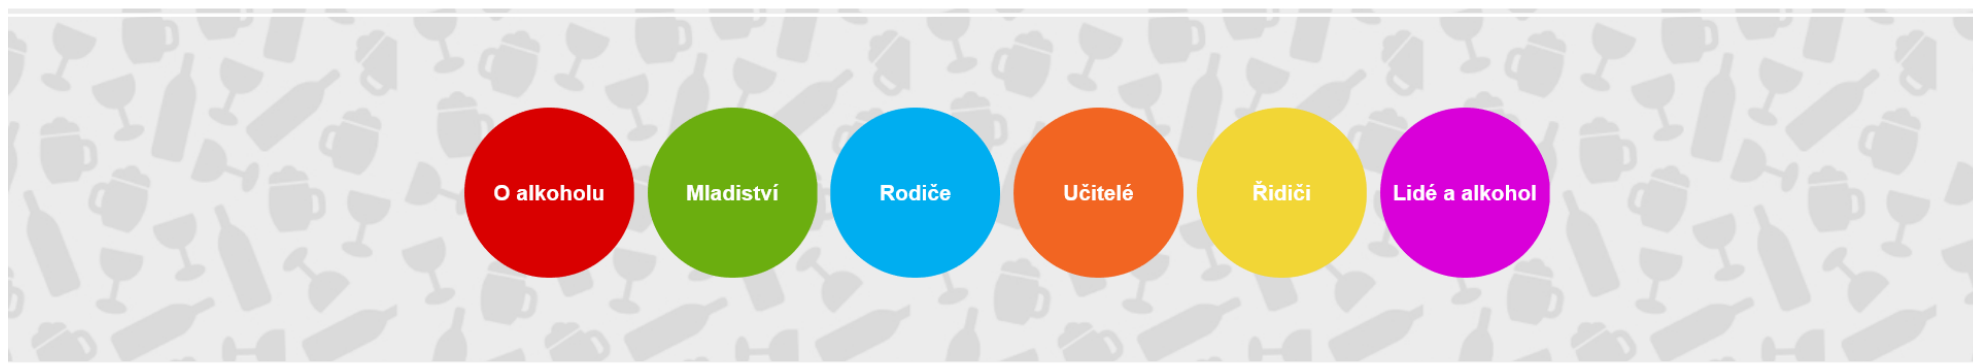 O alkoholu
Mladiství
Rodiče
Učitelé
Řidiči
Lidé a alkohol